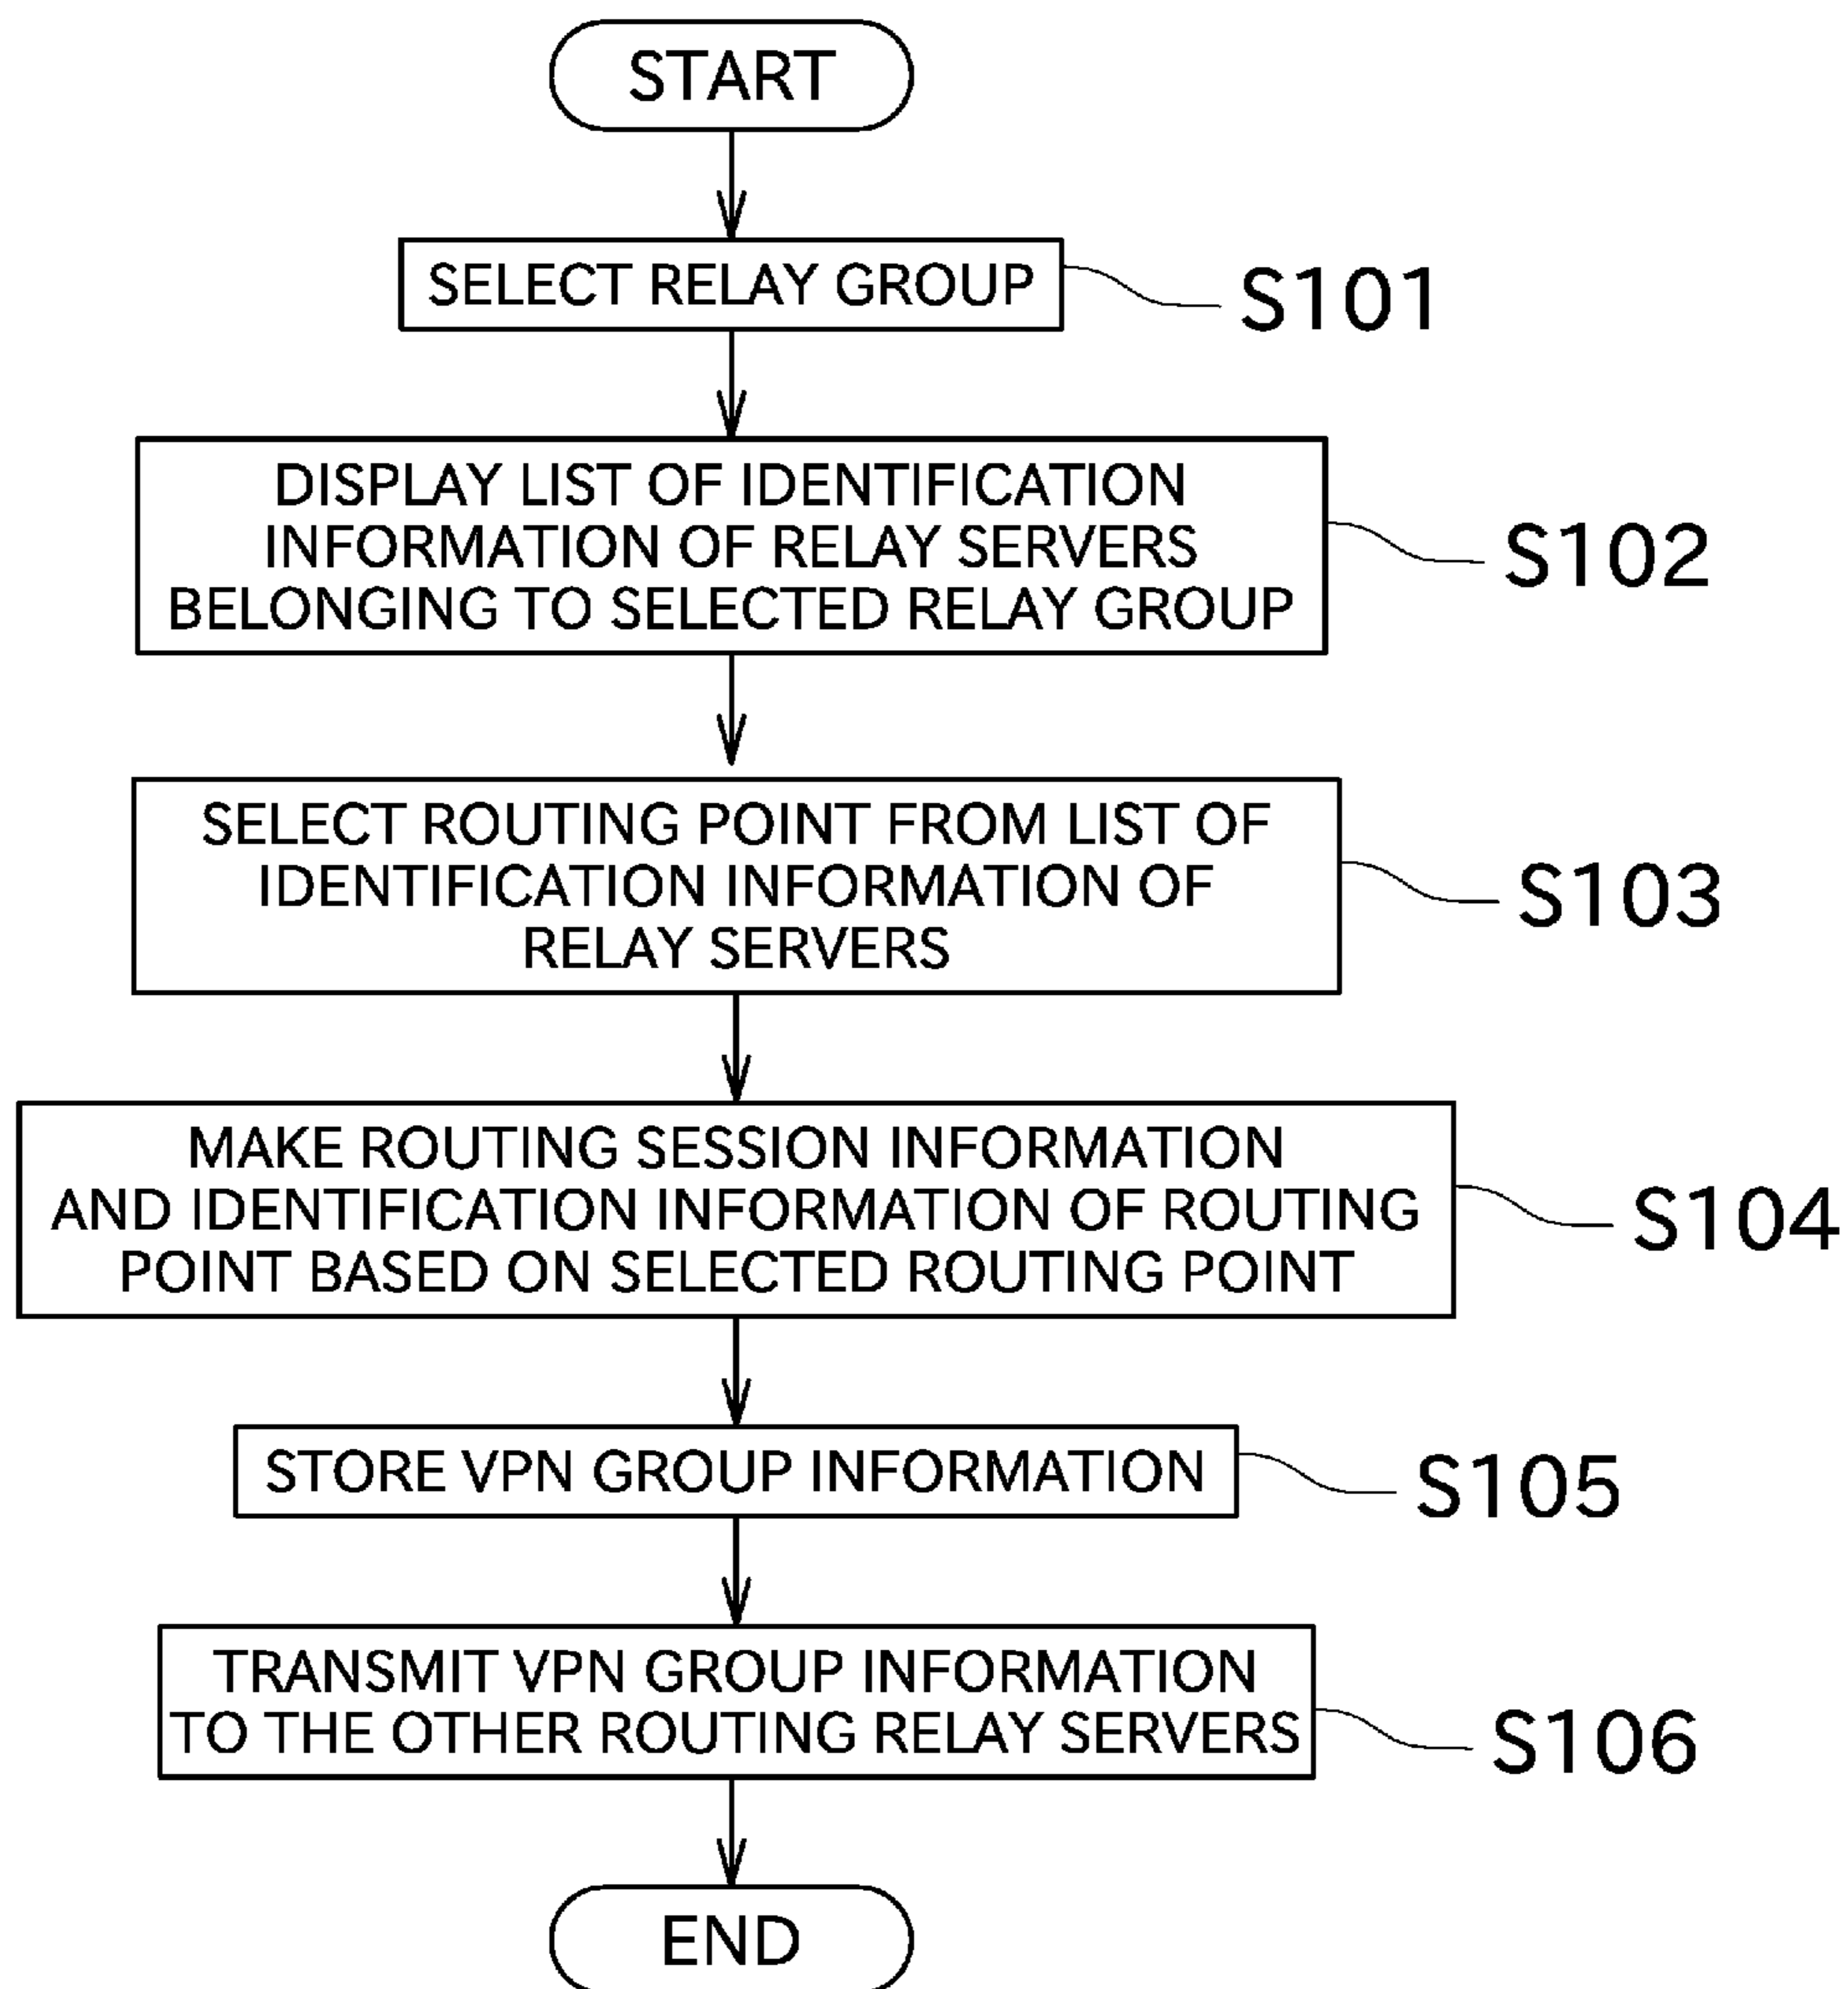 START
SELECT RELAY GROUP
S101
DISPLAY LIST OF IDENTIFICATION
INFORMATION OF RELAY SERVERS
BELONGING TO SELECTED RELAY GROUP
S102
SELECT ROUTING POINT FROM LIST OF
IDENTIFICATION INFORMATION OF
RELAY SERVERS
S103
MAKE ROUTING SESSION INFORMATION
AND IDENTIFICATION INFORMATION OF ROUTING
POINT BASED ON SELECTED ROUTING POINT
S104
STORE VPN GROUP INFORMATION
S105
TRANSMIT VPN GROUP INFORMATION
TO THE OTHER ROUTING RELAY SERVERS
S106
END